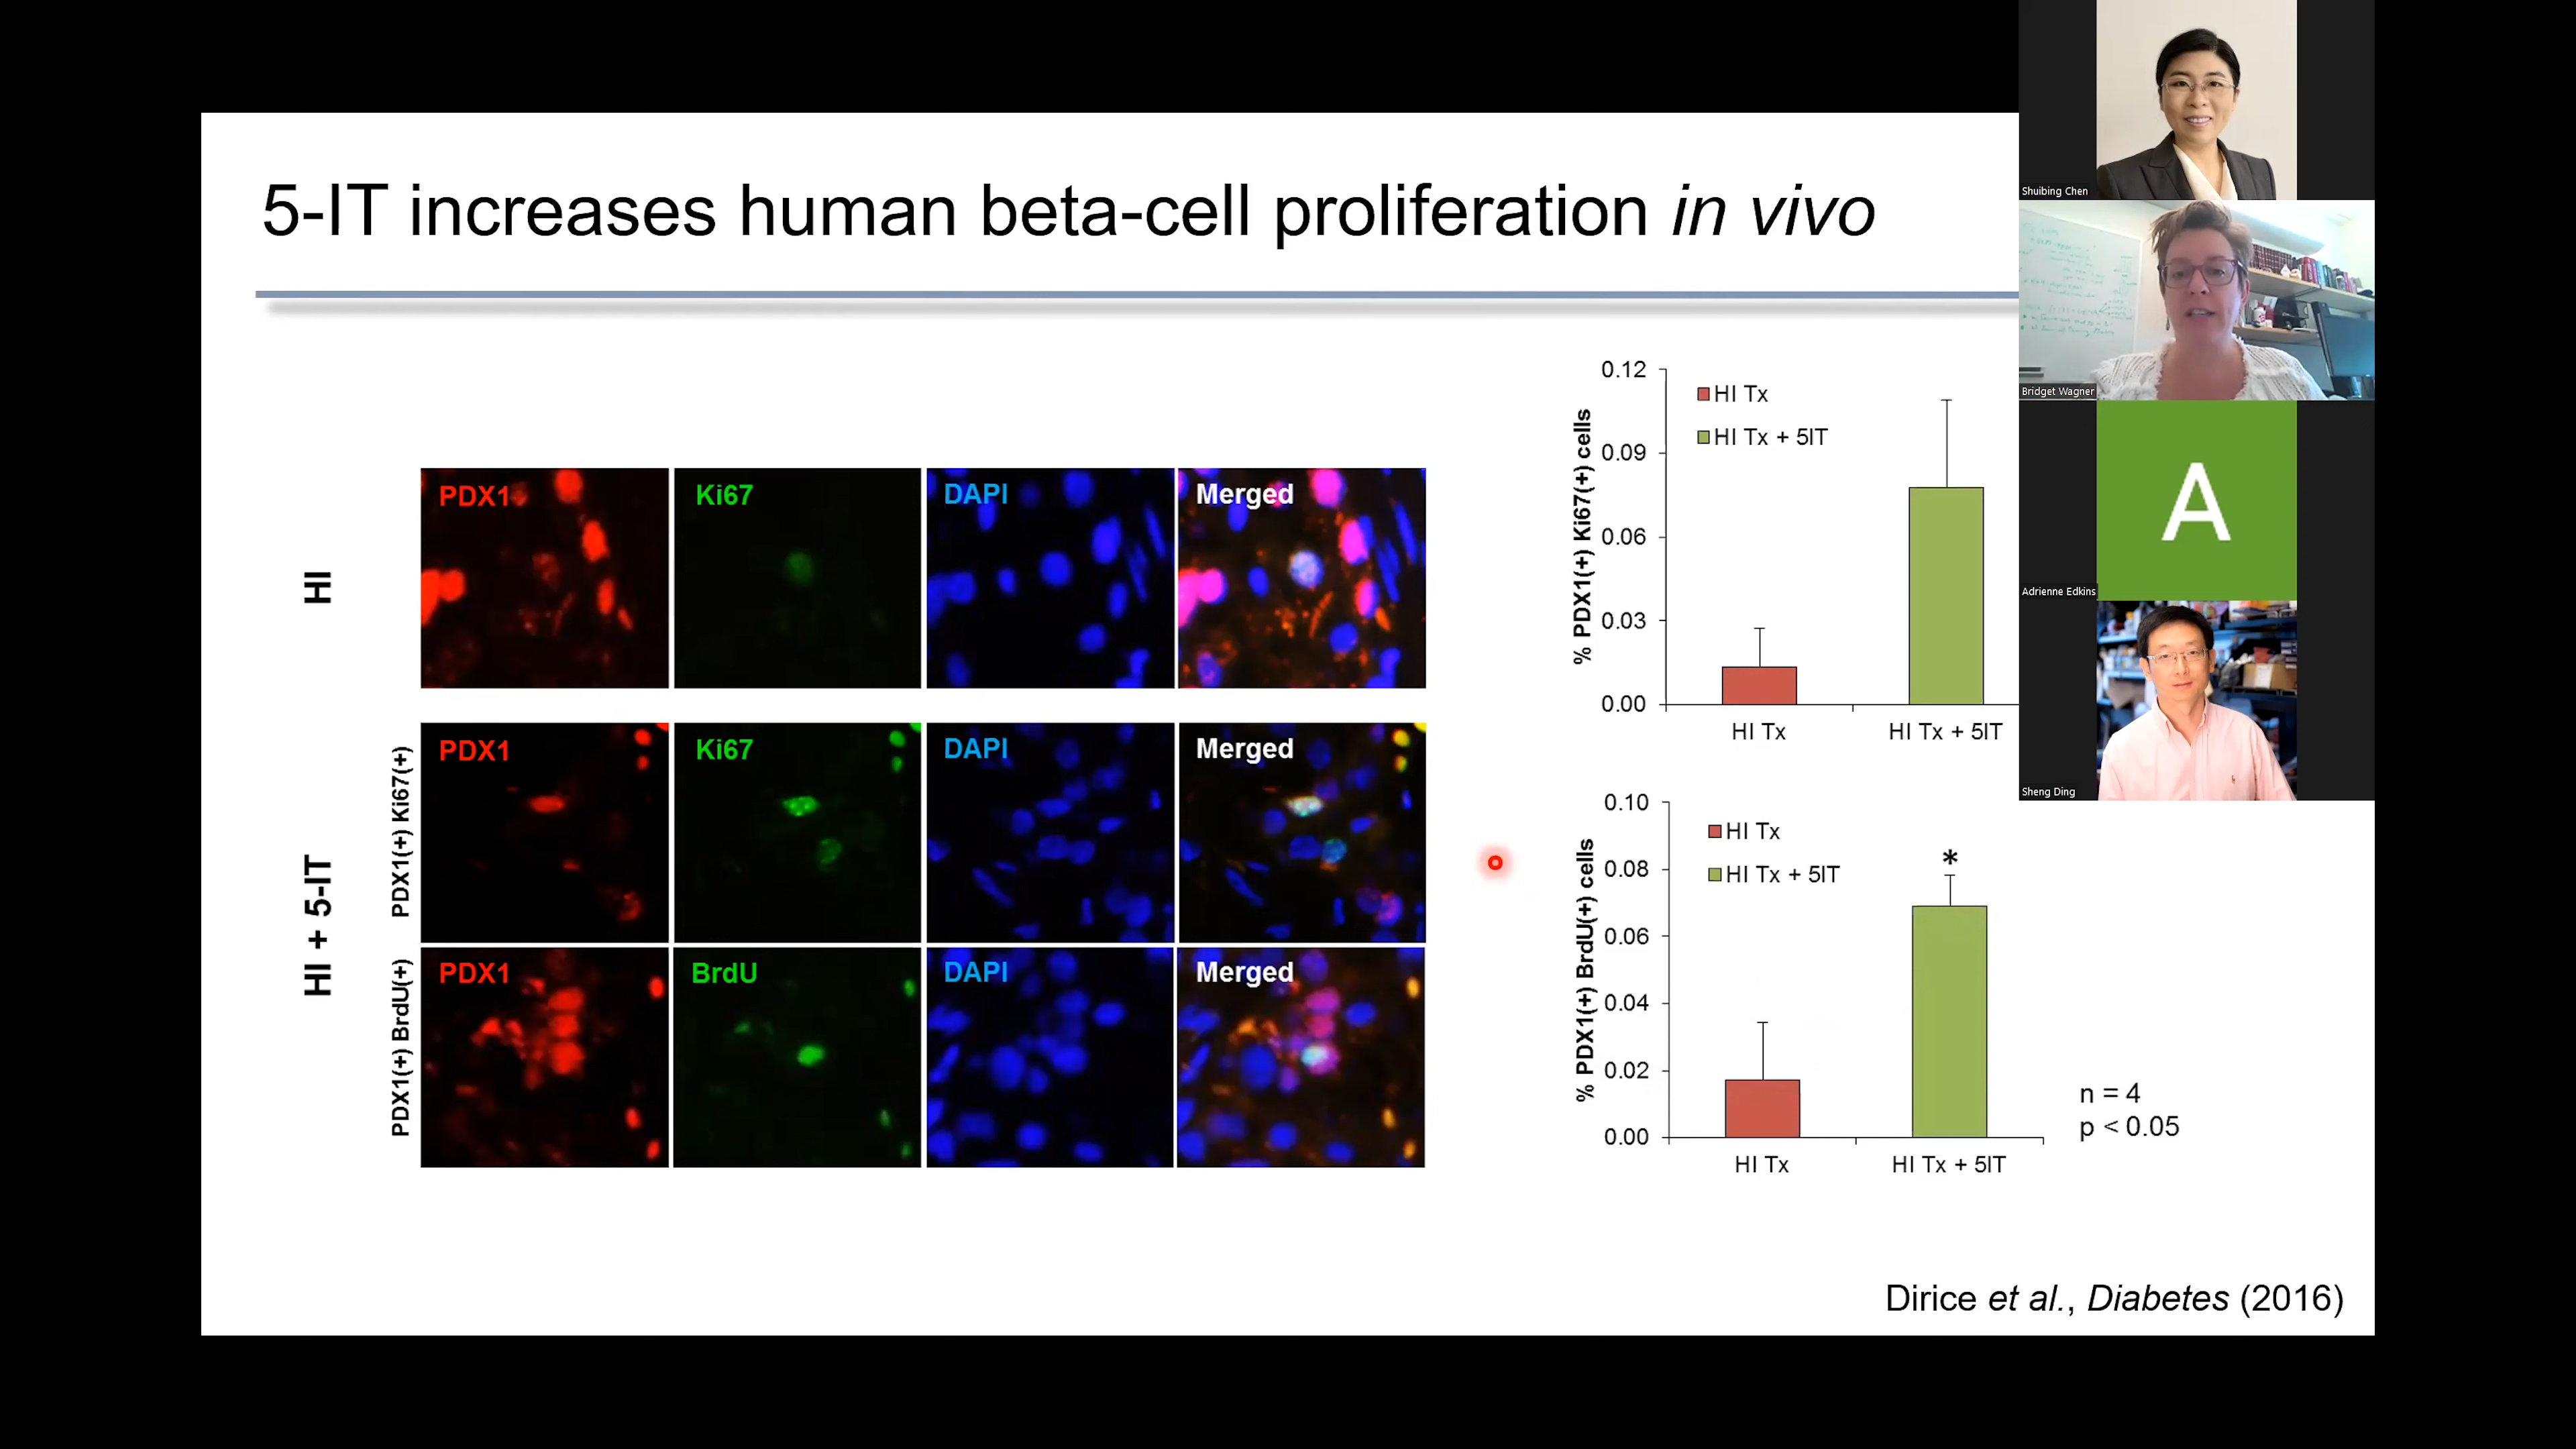 5-IT increases human beta-cell proliferation in vivo
HI
PDX1
Ki67
DAPI
Merged
HI + 5-IT
PDX1(+) Ki67(+)
PDX1
Ki67
DAPI
Merged
PDX1(+) BrdU(+)
PDX1
BrdU
DAPI
Merged
% PDX1(+) Ki67(+) cells
0.12
0.09
0.06
0.03
0.00
HI Tx
HI Tx + 5IT
HI Tx
HI Tx + 5IT
% PDX1(+) BrdU(+) cells
0.10
0.08
0.06
0.04
0.02
0.00
HI Tx
HI Tx + 5IT
*
HI Tx
HI Tx + 5IT
n = 4
p < 0.05
Dirice et al., Diabetes (2016)
Shuibing Chen
Bridget Wagner
A
Adrienne Edkins
Sheng Ding